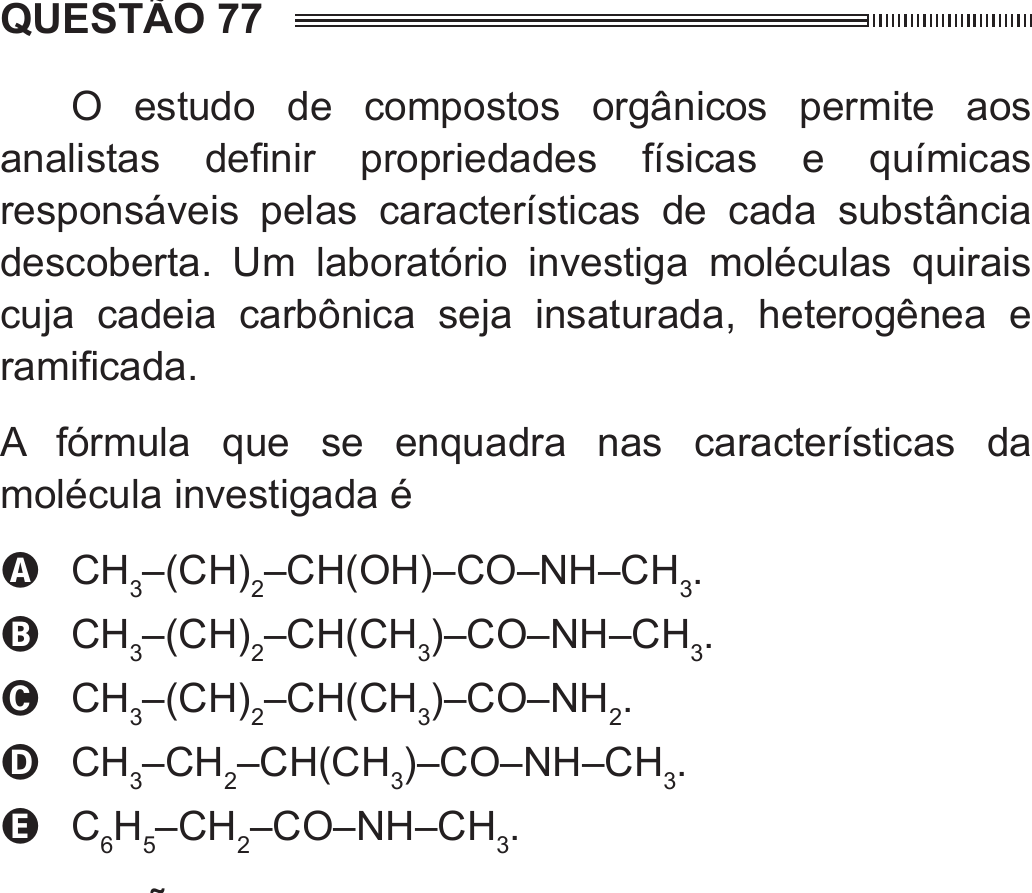 QUESTÃO 77
O estudo de compostos orgânicos permite aos
analistas definir propriedades físicas e químicas
responsáveis pelas características de cada substância
descoberta. Um laboratório investiga moléculas quirais
cuja cadeia carbônica seja insaturada, heterogênea e
ramificada.
A fórmula que se enquadra nas características da
molécula investigada é
A CH₃–(CH)₂–CH(OH)–CO–NH–CH₃.
B CH₃–(CH)₂–CH(CH₃)–CO–NH–CH₃.
C CH₃–(CH)₂–CH(CH₃)–CO–NH₂.
D CH₃–CH₂–CH(CH₃)–CO–NH–CH₃.
E C₆H₅–CH₂–CO–NH–CH₃.